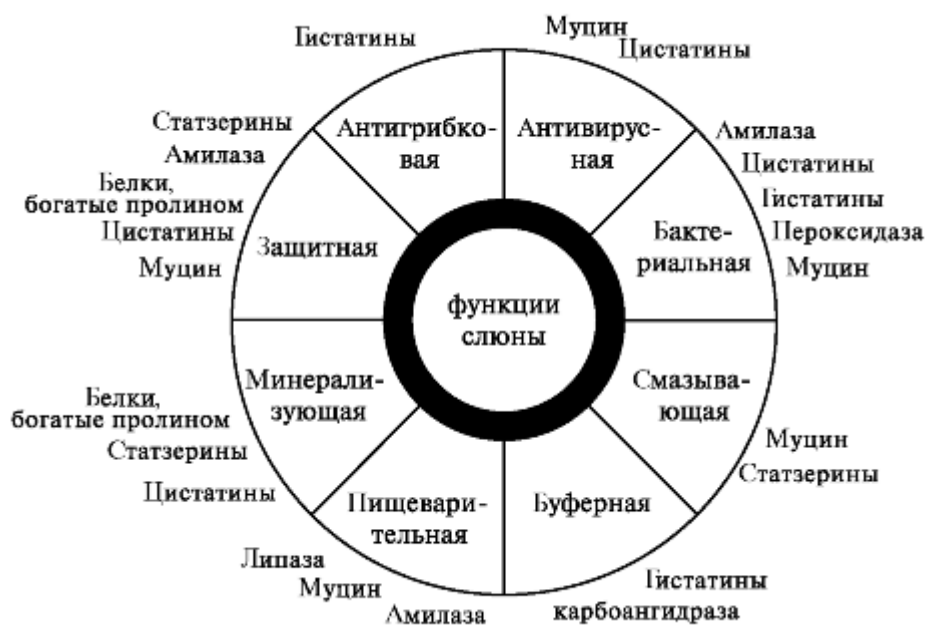 Гистатины
Муцин
Цистатины
Статзерины
Амилаза
Белки,
богатые пролином
Цистатины
Муцин
Антигрибко-
вая
Антивирус-
ная
Амилаза
Цистатины
Гистатины
Пероксидаза
Муцин
Защитная
Бакте-
риальная
функции
слюны
Минерали-
зующая
Смазыва-
ющая
Белки,
богатые пролином
Статзерины
Цистатины
Муцин
Статзерины
Пищевари-
тельная
Буферная
Липаза
Муцин
Амилаза
Гистатины
карбоангидраза